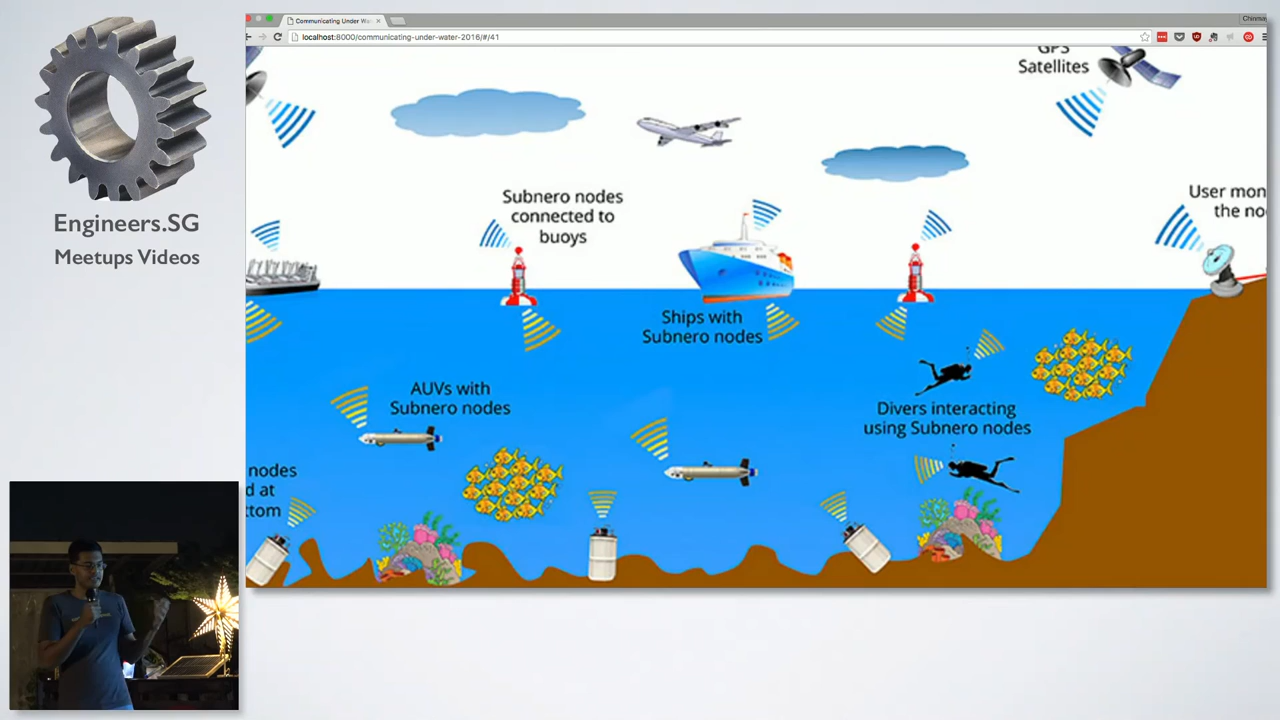 Engineers.SG
Meetups Videos
Communicating Under Wa
Chinma
localhost:8000/communicating-under-water-2016/#/41
GPS
Satellites
Subnero nodes
connected to
buoys
User mon
the no
Ships with
Subnero nodes
AUVs with
Subnero nodes
Divers interacting
using Subnero nodes
nodes
d at
ttom